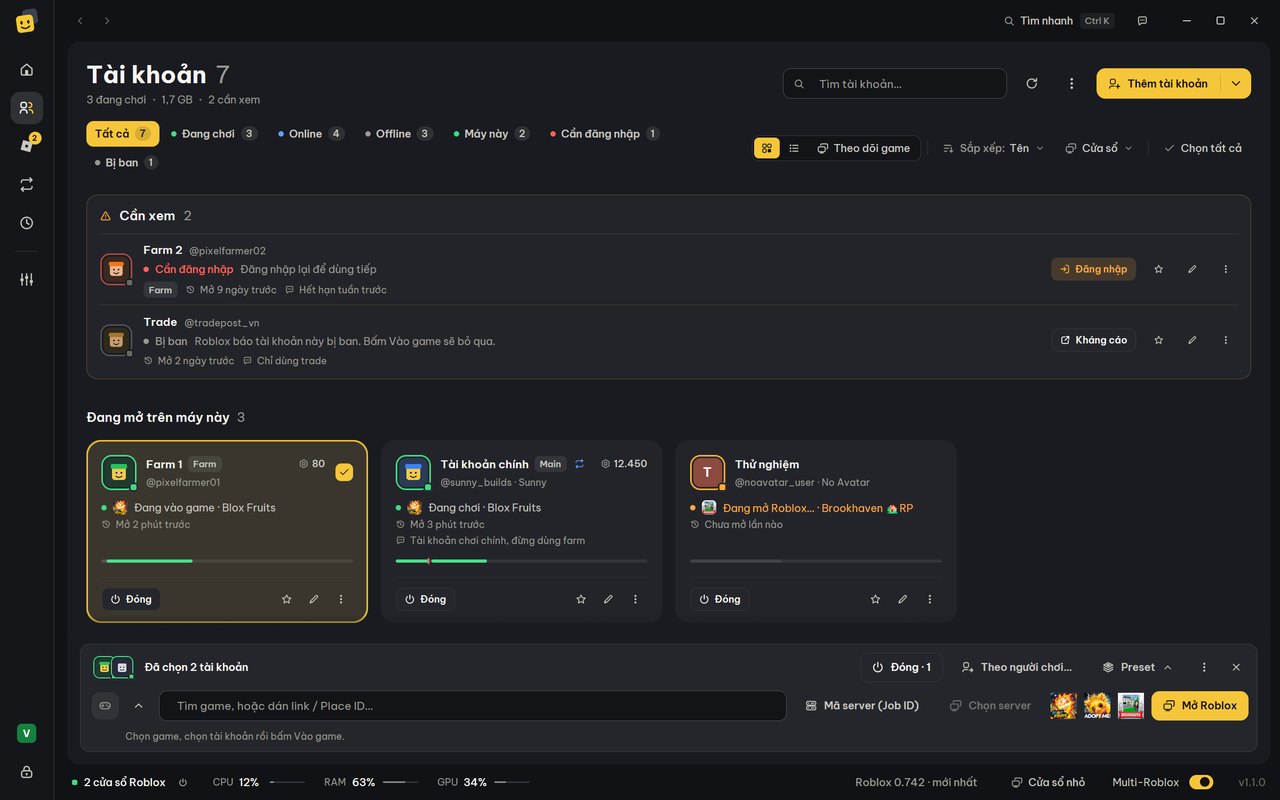 Tìm nhanh Ctrl K
Tài khoản 7
3 đang chơi · 1,7 GB · 2 cần xem
Tìm tài khoản...
Thêm tài khoản
Tất cả 7 Đang chơi 3 Online 4 Offline 3 Máy này 2 Cần đăng nhập 1
Bị ban 1
Theo dõi game Sắp xếp: Tên Cửa sổ Chọn tất cả
2
Cần xem 2
Farm 2 @pixelfarmer02
Cần đăng nhập Đăng nhập lại để dùng tiếp
Farm Mở 9 ngày trước Hết hạn tuần trước
Đăng nhập
Trade @tradepost_vn
Bị ban Roblox báo tài khoản này bị ban. Bấm Vào game sẽ bỏ qua.
Mở 2 ngày trước Chỉ dùng trade
Kháng cáo
Đang mở trên máy này 3
Farm 1 Farm 80
@pixelfarmer01
Đang vào game · Blox Fruits
Mở 2 phút trước
Đóng
Tài khoản chính Main 12.450
@sunny_builds · Sunny
Đang chơi · Blox Fruits
Mở 3 phút trước
Tài khoản chơi chính, đừng dùng farm
Đóng
T
Thử nghiệm
@noavatar_user · No Avatar
Đang mở Roblox... · Brookhaven 🏡RP
Chưa mở lần nào
Đóng
Đã chọn 2 tài khoản
Đóng · 1 Theo người chơi... Preset
Tìm game, hoặc dán link / Place ID...
Mã server (Job ID) Chọn server
ADOPT ME!
BROOKHAVEN
Mở Roblox
Chọn game, chọn tài khoản rồi bấm Vào game.
V
2 cửa sổ Roblox CPU 12% RAM 63% GPU 34%
Roblox 0.742 · mới nhất Cửa sổ nhỏ Multi-Roblox v1.1.0